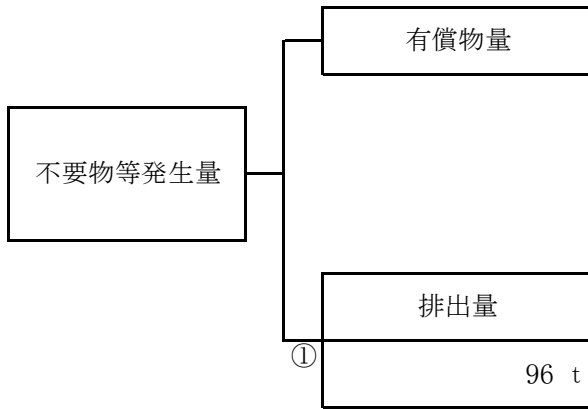 有償物量
不要物等発生量
排出量
①
96 t